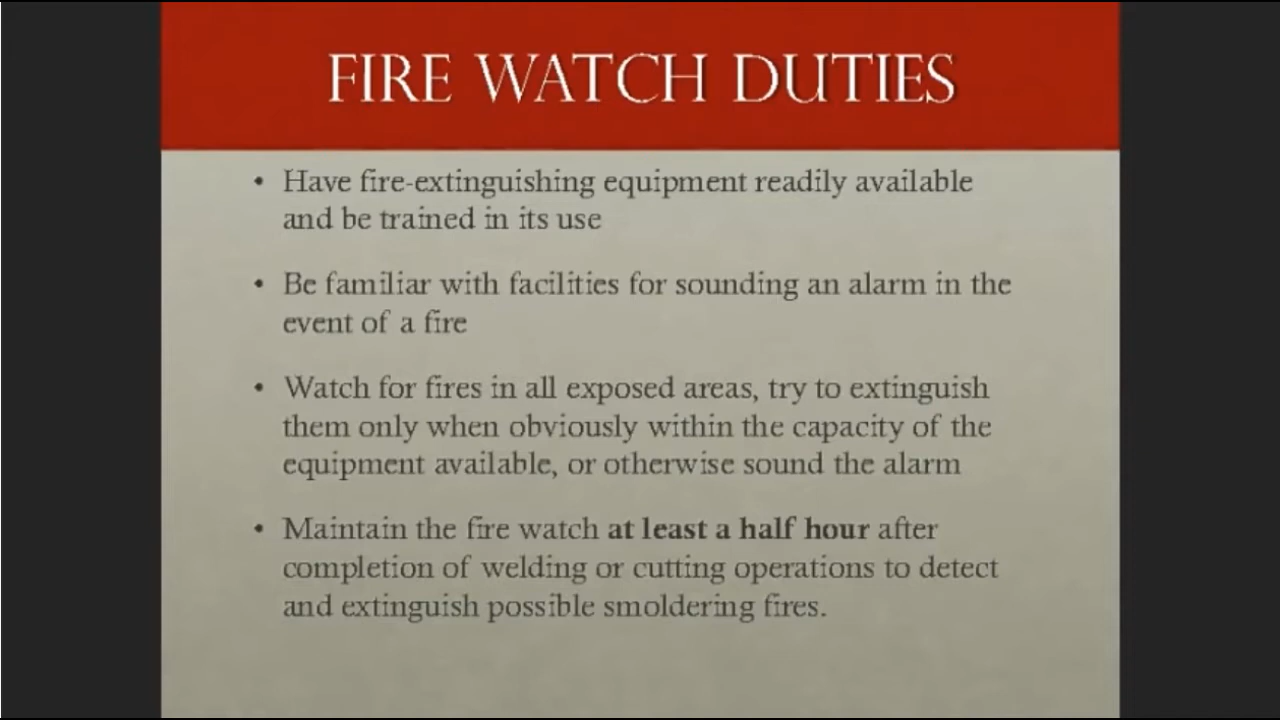 FIRE WATCH DUTIES
• Have fire-extinguishing equipment readily available
and be trained in its use
• Be familiar with facilities for sounding an alarm in the
event of a fire
• Watch for fires in all exposed areas, try to extinguish
them only when obviously within the capacity of the
equipment available, or otherwise sound the alarm
• Maintain the fire watch at least a half hour after
completion of welding or cutting operations to detect
and extinguish possible smoldering fires.